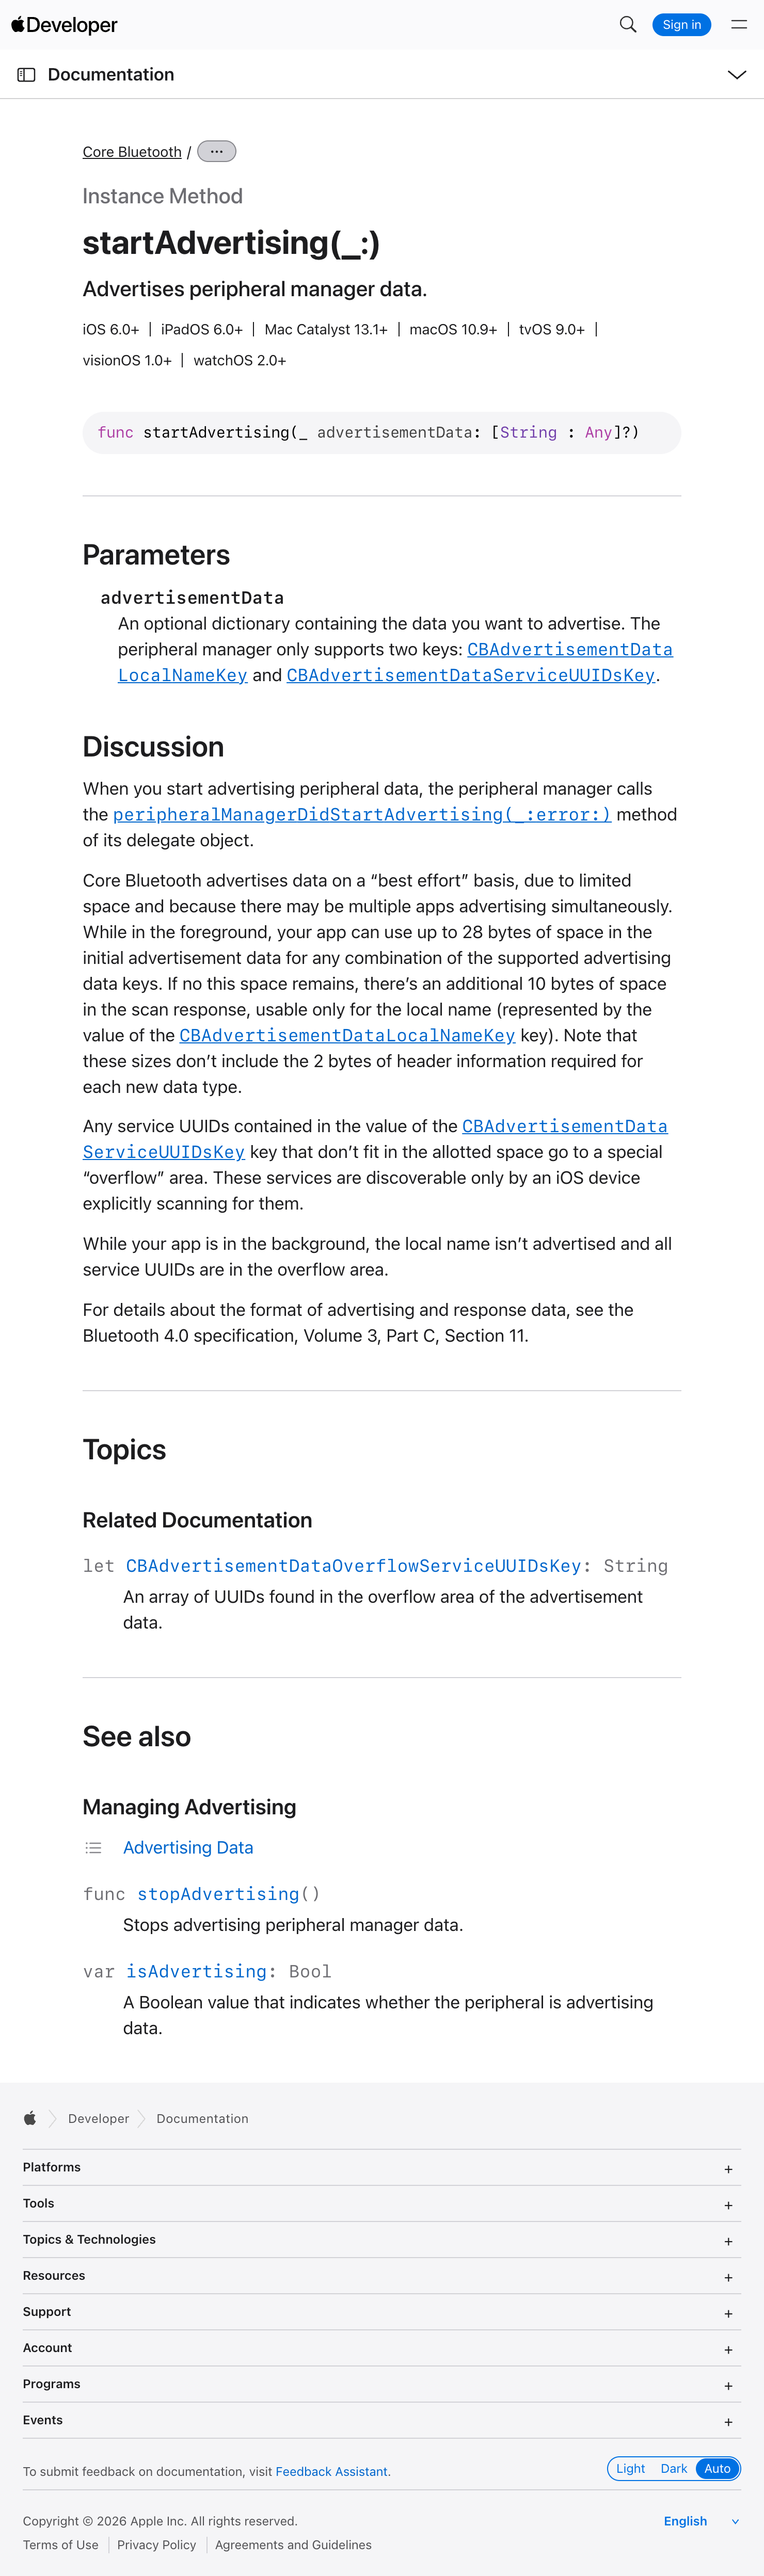 Developer
Sign in
Documentation
Core Bluetooth / •••
Instance Method
startAdvertising(_:)
Advertises peripheral manager data.
iOS 6.0+ | iPadOS 6.0+ | Mac Catalyst 13.1+ | macOS 10.9+ | tvOS 9.0+ |
visionOS 1.0+ | watchOS 2.0+
func startAdvertising(_ advertisementData: [String : Any]?)
Parameters
advertisementData
An optional dictionary containing the data you want to advertise. The
peripheral manager only supports two keys: CBAdvertisementData
LocalNameKey and CBAdvertisementDataServiceUUIDsKey.
Discussion
When you start advertising peripheral data, the peripheral manager calls
the peripheralManagerDidStartAdvertising(_:error:) method
of its delegate object.
Core Bluetooth advertises data on a “best effort” basis, due to limited
space and because there may be multiple apps advertising simultaneously.
While in the foreground, your app can use up to 28 bytes of space in the
initial advertisement data for any combination of the supported advertising
data keys. If no this space remains, there’s an additional 10 bytes of space
in the scan response, usable only for the local name (represented by the
value of the CBAdvertisementDataLocalNameKey key). Note that
these sizes don’t include the 2 bytes of header information required for
each new data type.
Any service UUIDs contained in the value of the CBAdvertisementData
ServiceUUIDsKey key that don’t fit in the allotted space go to a special
“overflow” area. These services are discoverable only by an iOS device
explicitly scanning for them.
While your app is in the background, the local name isn’t advertised and all
service UUIDs are in the overflow area.
For details about the format of advertising and response data, see the
Bluetooth 4.0 specification, Volume 3, Part C, Section 11.
Topics
Related Documentation
let CBAdvertisementDataOverflowServiceUUIDsKey: String
An array of UUIDs found in the overflow area of the advertisement
data.
See also
Managing Advertising
Advertising Data
func stopAdvertising()
Stops advertising peripheral manager data.
var isAdvertising: Bool
A Boolean value that indicates whether the peripheral is advertising
data.
Developer Documentation
Platforms +
Tools +
Topics & Technologies +
Resources +
Support +
Account +
Programs +
Events +
To submit feedback on documentation, visit Feedback Assistant.
Light Dark Auto
Copyright © 2026 Apple Inc. All rights reserved.
English
Terms of Use | Privacy Policy | Agreements and Guidelines